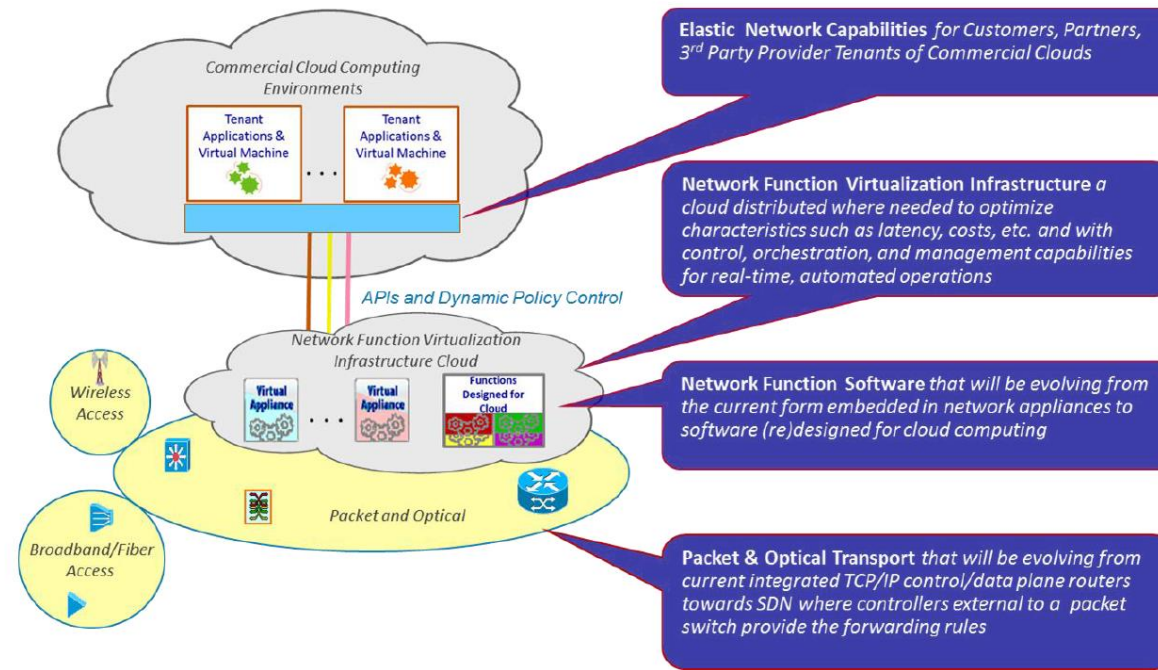 Commercial Cloud Computing
Environments
Tenant
Applications &
Virtual Machine
. . .
Tenant
Applications &
Virtual Machine
APIs and Dynamic Policy Control
Network Function Virtualization
Infrastructure Cloud
Virtual
Appliance
. . .
Virtual
Appliance
Functions
Designed for
Cloud
Wireless
Access
Packet and Optical
Broadband/Fiber
Access
Elastic Network Capabilities for Customers, Partners,
3rd Party Provider Tenants of Commercial Clouds
Network Function Virtualization Infrastructure a
cloud distributed where needed to optimize
characteristics such as latency, costs, etc. and with
control, orchestration, and management capabilities
for real-time, automated operations
Network Function Software that will be evolving from
the current form embedded in network appliances to
software (re)designed for cloud computing
Packet & Optical Transport that will be evolving from
current integrated TCP/IP control/data plane routers
towards SDN where controllers external to a packet
switch provide the forwarding rules